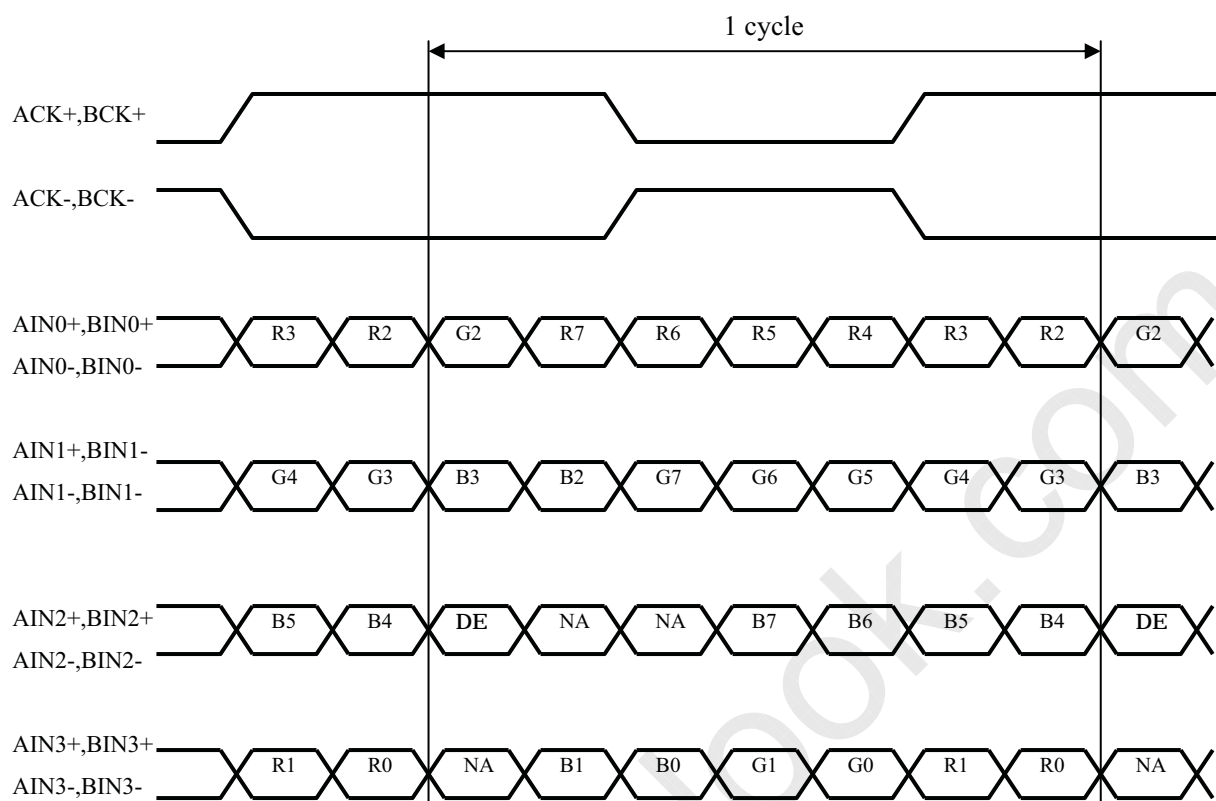 1 cycle
ACK+,BCK+
ACK-,BCK-
AIN0+,BIN0+
R3 R2 G2 R7 R6 R5 R4 R3 R2 G2
AIN0-,BIN0-
AIN1+,BIN1-
G4 G3 B3 B2 G7 G6 G5 G4 G3 B3
AIN1-,BIN1-
AIN2+,BIN2+
B5 B4 DE NA NA B7 B6 B5 B4 DE
AIN2-,BIN2-
AIN3+,BIN3+
R1 R0 NA B1 B0 G1 G0 R1 R0 NA
AIN3-,BIN3-
look.com